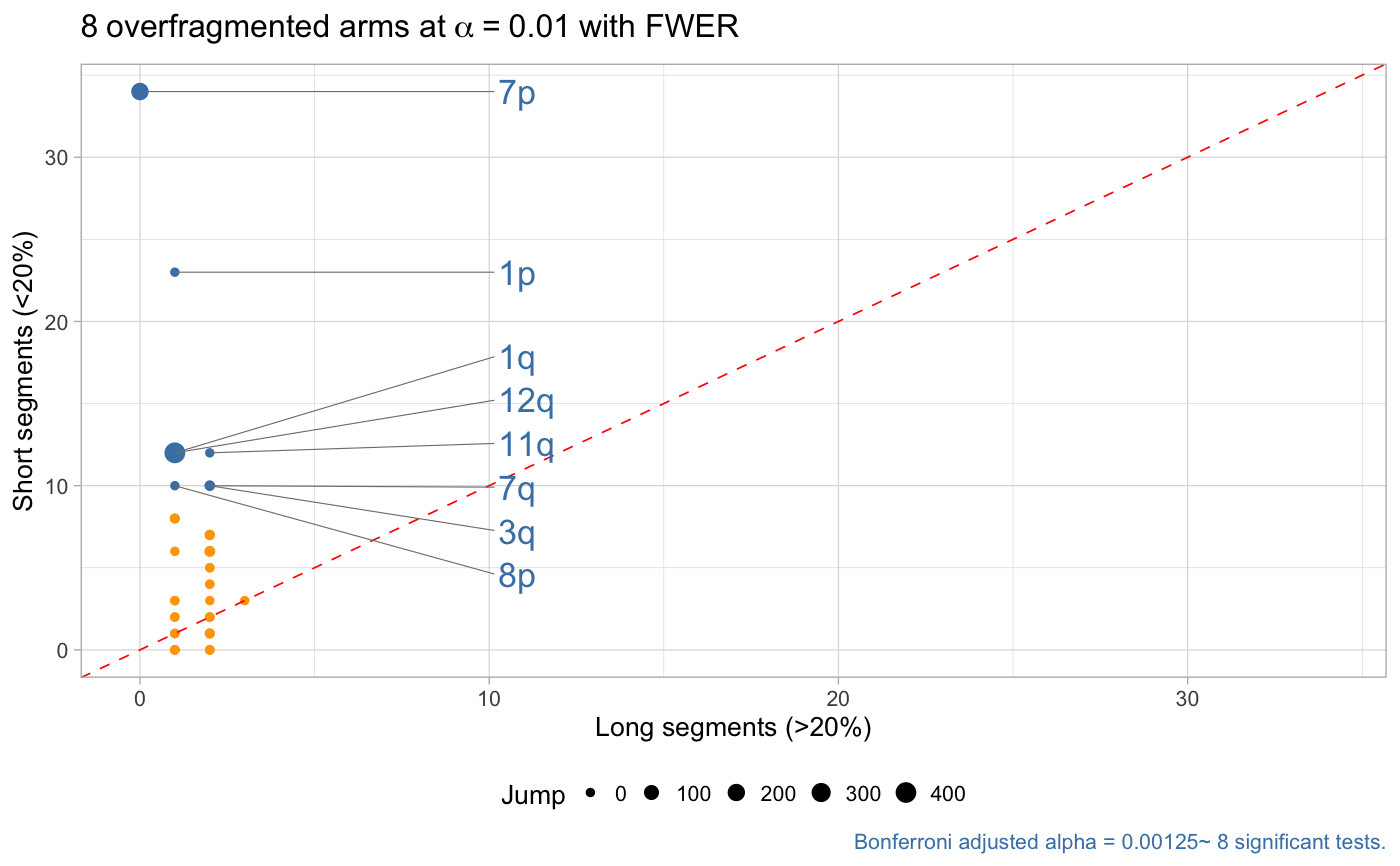 8 overfragmented arms at α = 0.01 with FWER
7p
30
1p
Short segments (<20%)
20
1q
12q
11q
10
7q
3q
8p
0
0 10 20 30
Long segments (>20%)
Jump 0 100 200 300 400
Bonferroni adjusted alpha = 0.00125~ 8 significant tests.